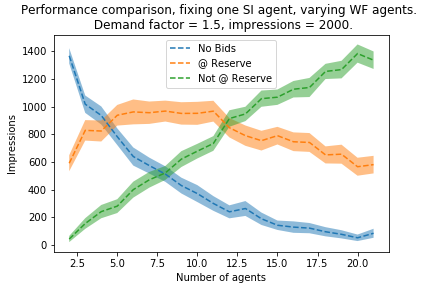 Performance comparison, fixing one SI agent, varying WF agents.
Demand factor = 1.5, impressions = 2000.
No Bids
@ Reserve
Not @ Reserve
Impressions
1400
1200
1000
800
600
400
200
0
2.5 5.0 7.5 10.0 12.5 15.0 17.5 20.0
Number of agents